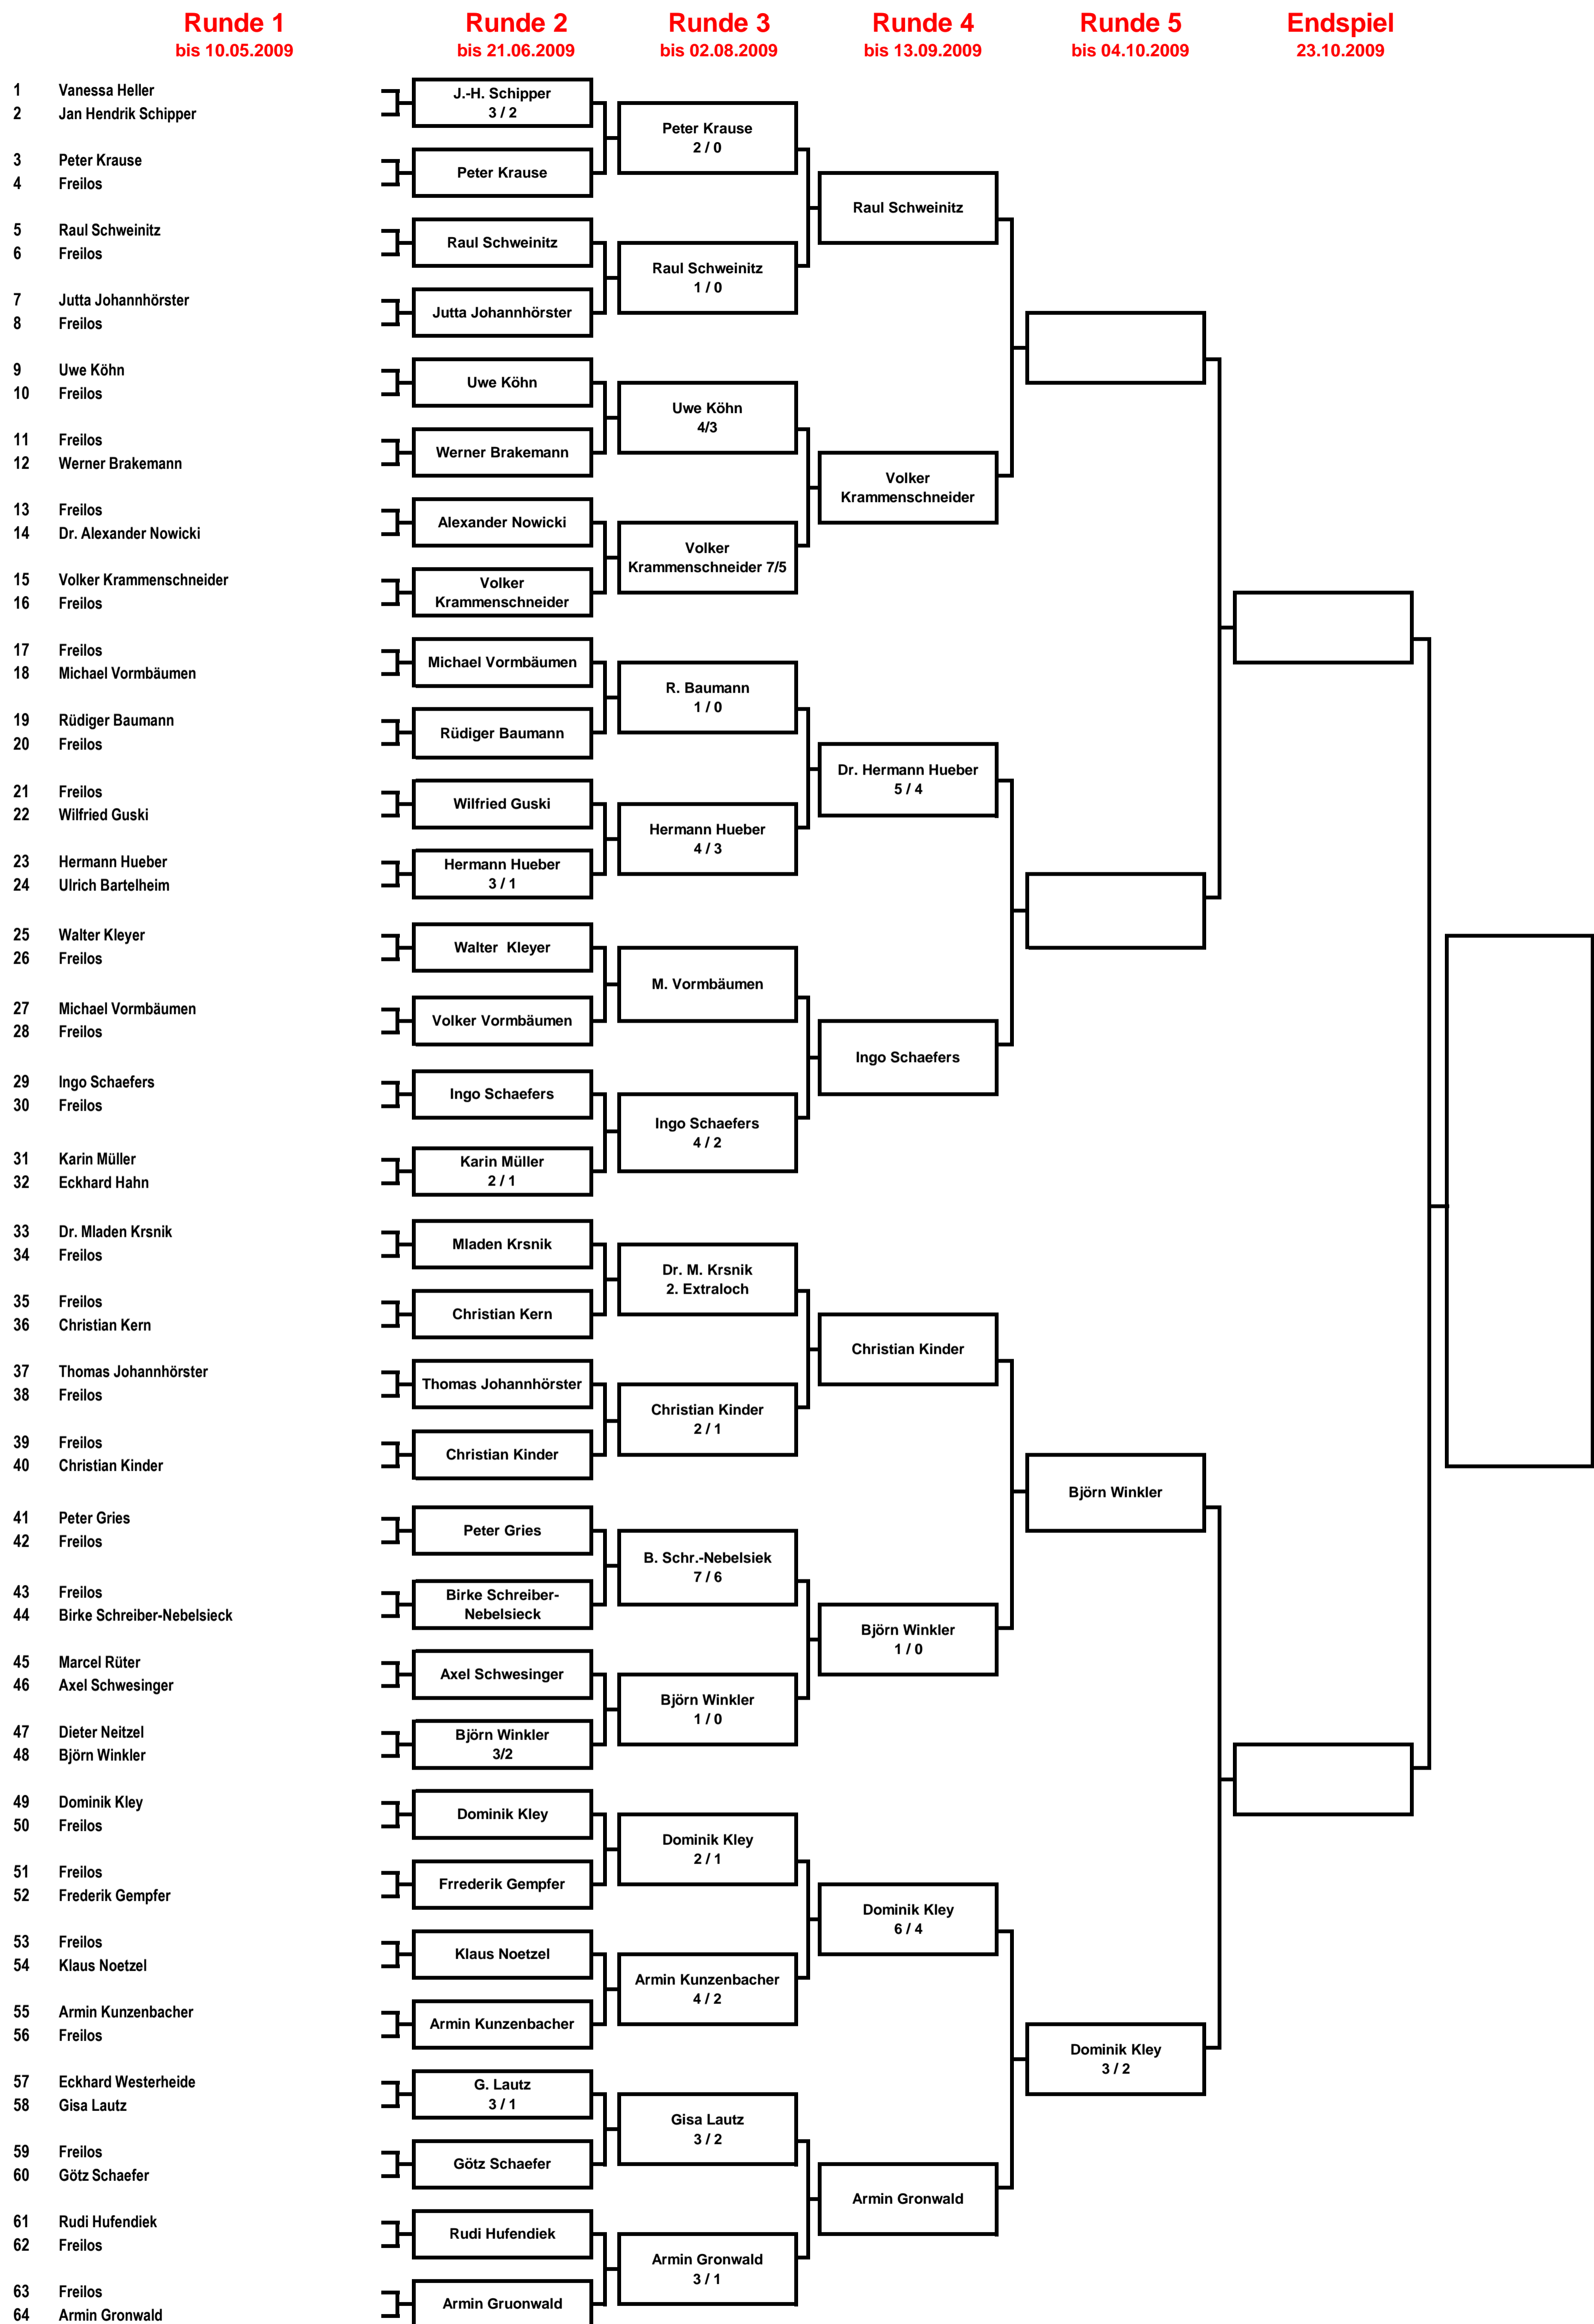 Runde 1
bis 10.05.2009
Runde 2
bis 21.06.2009
Runde 3
bis 02.08.2009
Runde 4
bis 13.09.2009
Runde 5
bis 04.10.2009
Endspiel
23.10.2009
1 Vanessa Heller
2 Jan Hendrik Schipper
3 Peter Krause
4 Freilos
5 Raul Schweinitz
6 Freilos
7 Jutta Johannhörster
8 Freilos
9 Uwe Köhn
10 Freilos
11 Freilos
12 Werner Brakemann
13 Freilos
14 Dr. Alexander Nowicki
15 Volker Krammenschneider
16 Freilos
17 Freilos
18 Michael Vormbäumen
19 Rüdiger Baumann
20 Freilos
21 Freilos
22 Wilfried Guski
23 Hermann Hueber
24 Ulrich Bartelheim
25 Walter Kleyer
26 Freilos
27 Michael Vormbäumen
28 Freilos
29 Ingo Schaefers
30 Freilos
31 Karin Müller
32 Eckhard Hahn
33 Dr. Mladen Krsnik
34 Freilos
35 Freilos
36 Christian Kern
37 Thomas Johannhörster
38 Freilos
39 Freilos
40 Christian Kinder
41 Peter Gries
42 Freilos
43 Freilos
44 Birke Schreiber-Nebelsieck
45 Marcel Rüter
46 Axel Schwesinger
47 Dieter Neitzel
48 Björn Winkler
49 Dominik Kley
50 Freilos
51 Freilos
52 Frederik Gempfer
53 Freilos
54 Klaus Noetzel
55 Armin Kunzenbacher
56 Freilos
57 Eckhard Westerheide
58 Gisa Lautz
59 Freilos
60 Götz Schaefer
61 Rudi Hufendiek
62 Freilos
63 Freilos
64 Armin Gronwald
J.-H. Schipper
3 / 2
Peter Krause
Raul Schweinitz
Jutta Johannhörster
Uwe Köhn
Werner Brakemann
Alexander Nowicki
Volker
Krammenschneider
Michael Vormbäumen
Rüdiger Baumann
Wilfried Guski
Hermann Hueber
3 / 1
Walter Kleyer
Volker Vormbäumen
Ingo Schaefers
Karin Müller
2 / 1
Mladen Krsnik
Christian Kern
Thomas Johannhörster
Christian Kinder
Peter Gries
Birke Schreiber-
Nebelsieck
Axel Schwesinger
Björn Winkler
3/2
Dominik Kley
Frrederik Gempfer
Klaus Noetzel
Armin Kunzenbacher
G. Lautz
3 / 1
Götz Schaefer
Rudi Hufendiek
Armin Gruonwald
Peter Krause
2 / 0
Raul Schweinitz
1 / 0
Uwe Köhn
4/3
Volker
Krammenschneider 7/5
R. Baumann
1 / 0
Hermann Hueber
4 / 3
M. Vormbäumen
Ingo Schaefers
4 / 2
Dr. M. Krsnik
2. Extraloch
Christian Kinder
2 / 1
B. Schr.-Nebelsiek
7 / 6
Björn Winkler
1 / 0
Dominik Kley
2 / 1
Armin Kunzenbacher
4 / 2
Gisa Lautz
3 / 2
Armin Gronwald
3 / 1
Raul Schweinitz
Volker
Krammenschneider
Dr. Hermann Hueber
5 / 4
Ingo Schaefers
Christian Kinder
Björn Winkler
1 / 0
Dominik Kley
6 / 4
Armin Gronwald
Björn Winkler
Dominik Kley
3 / 2